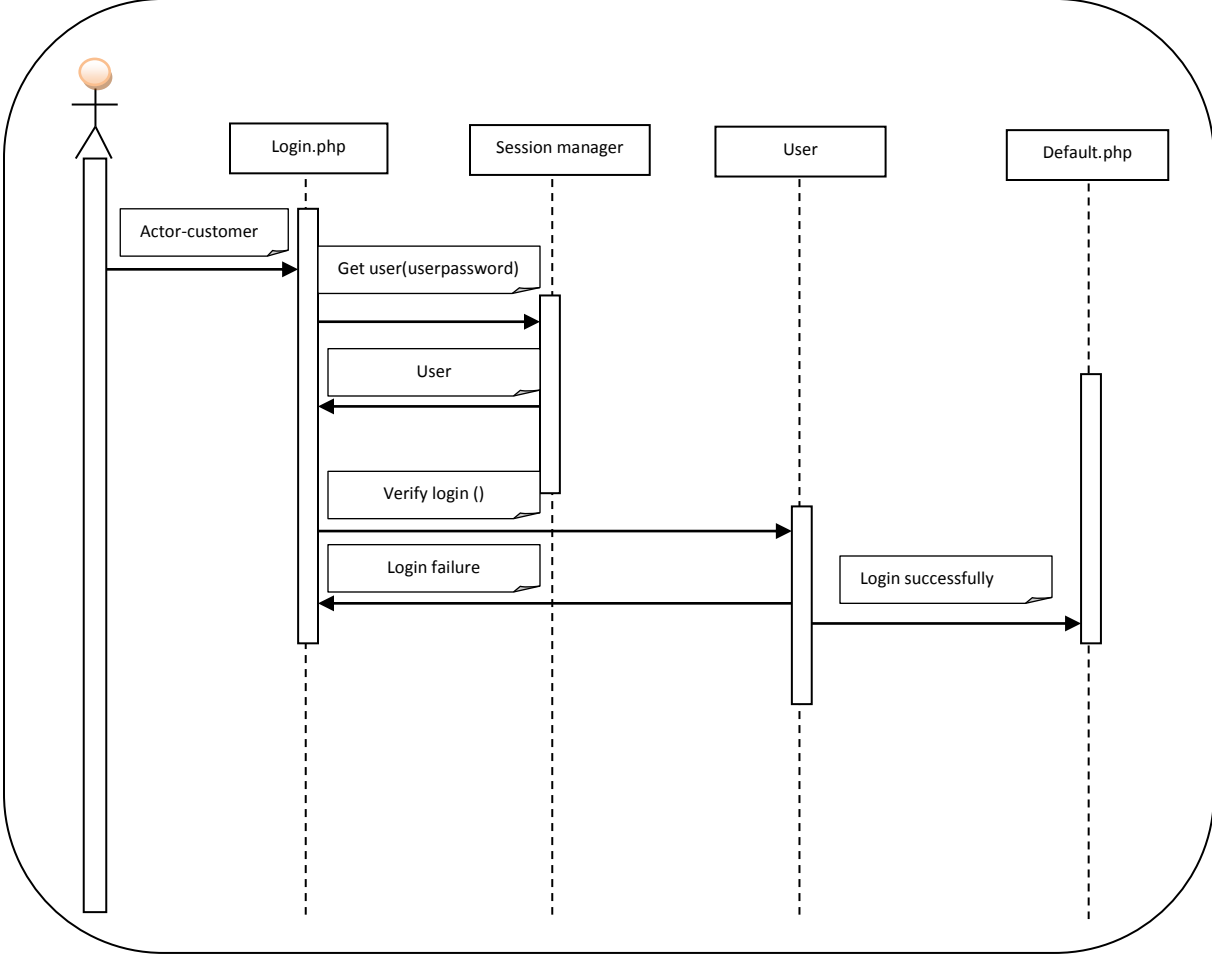 Login.php
Session manager
User
Default.php
Actor-customer
Get user(userpassword)
User
Verify login ()
Login failure
Login successfully